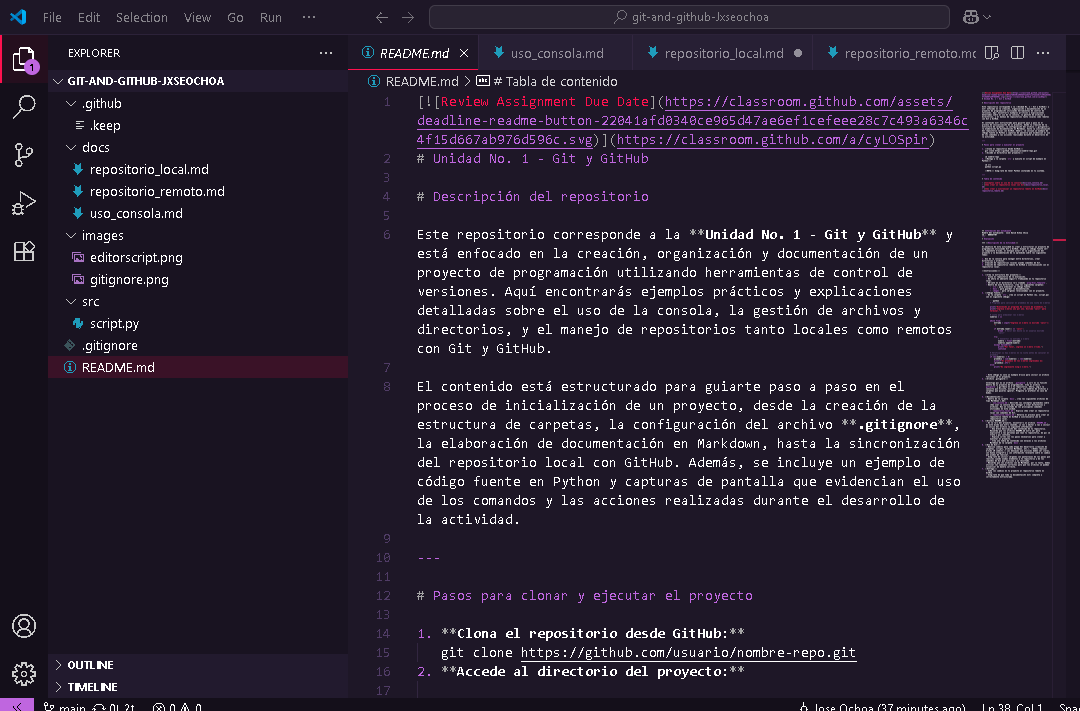 File Edit Selection View Go Run ··· git-and-github-Jxseochoa
EXPLORER ···
GIT-AND-GITHUB-JXSEOCHOA
.github
.keep
docs
repositorio_local.md
repositorio_remoto.md
uso_consola.md
images
editorscript.png
gitignore.png
src
script.py
.gitignore
README.md
OUTLINE
TIMELINE
1
README.md uso_consola.md repositorio_local.md repositorio_remoto.mc ···
README.md > # Tabla de contenido
1 [![Review Assignment Due Date](https://classroom.github.com/assets/
deadline-readme-button-22041afd0340ce965d47ae6ef1cefeee28c7c493a6346c
4f15d667ab976d596c.svg)](https://classroom.github.com/a/cyLOSpir)
2 # Unidad No. 1 - Git y GitHub
3
4 # Descripción del repositorio
5
6 Este repositorio corresponde a la **Unidad No. 1 - Git y GitHub** y
está enfocado en la creación, organización y documentación de un
proyecto de programación utilizando herramientas de control de
versiones. Aquí encontrarás ejemplos prácticos y explicaciones
detalladas sobre el uso de la consola, la gestión de archivos y
directorios, y el manejo de repositorios tanto locales como remotos
con Git y GitHub.
7
8 El contenido está estructurado para guiarte paso a paso en el
proceso de inicialización de un proyecto, desde la creación de la
estructura de carpetas, la configuración del archivo **.gitignore**,
la elaboración de documentación en Markdown, hasta la sincronización
del repositorio local con GitHub. Además, se incluye un ejemplo de
código fuente en Python y capturas de pantalla que evidencian el uso
de los comandos y las acciones realizadas durante el desarrollo de
la actividad.
9
10 ---
11
12 # Pasos para clonar y ejecutar el proyecto
13
14 1. **Clona el repositorio desde GitHub:**
15 git clone https://github.com/usuario/nombre-repo.git
16 2. **Accede al directorio del proyecto:**
17
main 0↓ 2↑ 0 0 Jose Ochoa (37 minutes ago) Ln 38, Col 1